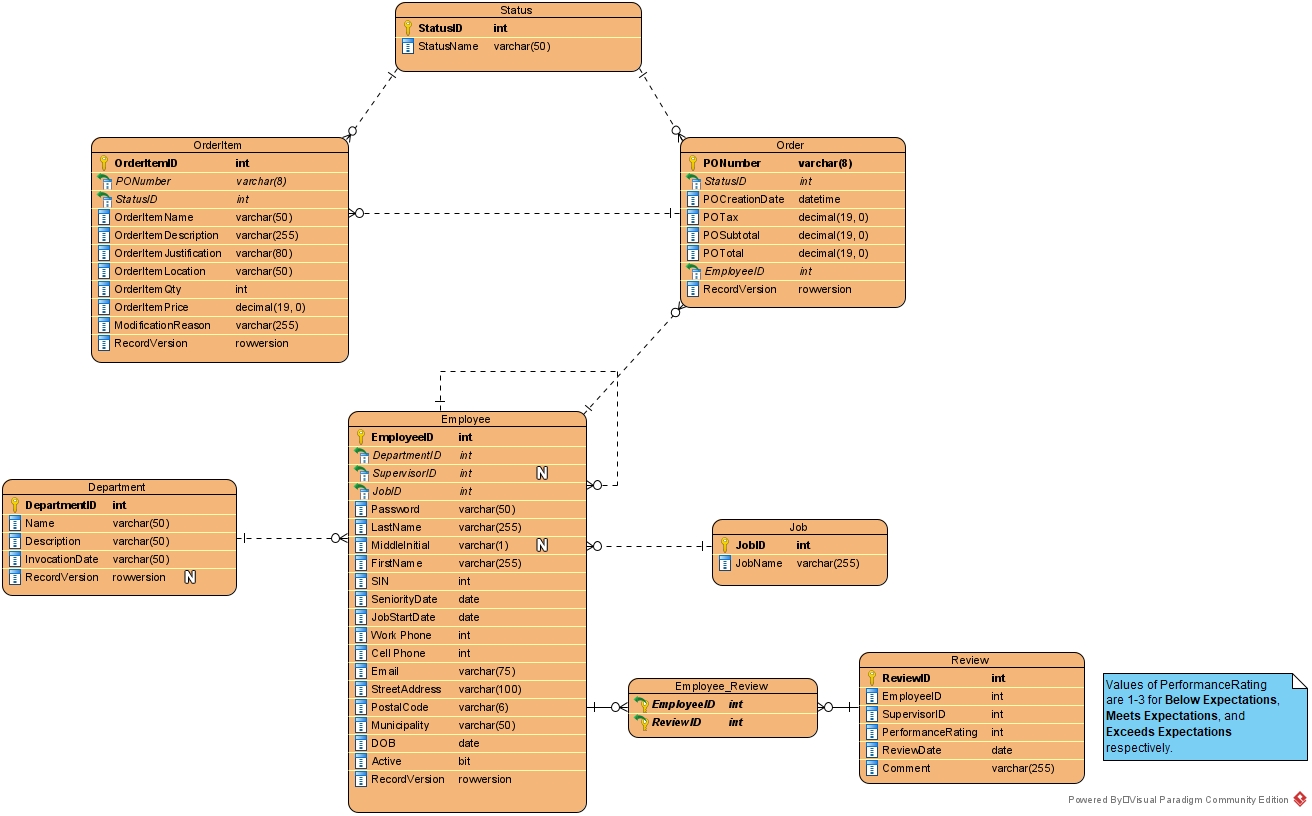 Status
StatusID int
StatusName varchar(50)
OrderItem
OrderItemID int
PONumber varchar(8)
StatusID int
OrderItemName varchar(50)
OrderItemDescription varchar(255)
OrderItemJustification varchar(80)
OrderItemLocation varchar(50)
OrderItemQty int
OrderItemPrice decimal(19, 0)
ModificationReason varchar(255)
RecordVersion rowversion
Order
PONumber varchar(8)
StatusID int
POCreationDate datetime
POTax decimal(19, 0)
POSubtotal decimal(19, 0)
POTotal decimal(19, 0)
EmployeeID int
RecordVersion rowversion
Employee
EmployeeID int
DepartmentID int
SupervisorID int N
JobID int
Password varchar(50)
LastName varchar(255)
MiddleInitial varchar(1) N
FirstName varchar(255)
SIN int
SeniorityDate date
JobStartDate date
Work Phone int
Cell Phone int
Email varchar(75)
StreetAddress varchar(100)
PostalCode varchar(6)
Municipality varchar(50)
DOB date
Active bit
RecordVersion rowversion
Department
DepartmentID int
Name varchar(50)
Description varchar(50)
InvocationDate varchar(50)
RecordVersion rowversion N
Job
JobID int
JobName varchar(255)
Employee_Review
EmployeeID int
ReviewID int
Review
ReviewID int
EmployeeID int
SupervisorID int
PerformanceRating int
ReviewDate date
Comment varchar(255)
Values of PerformanceRating
are 1-3 for Below Expectations,
Meets Expectations, and
Exceeds Expectations
respectively.
Powered By Visual Paradigm Community Edition